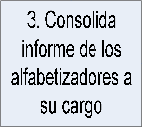 3. Consolida
informe de los
alfabetizadores a
su cargo